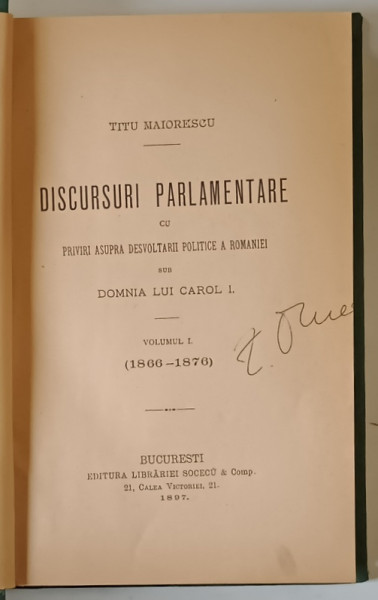 TITU MAIORESCU
DISCURSURI PARLAMENTARE
CU
PRIVIRI ASUPRA DESVOLTARII POLITICE A ROMANIEI
SUB
DOMNIA LUI CAROL I.
VOLUMUL I.
(1866–1876)
BUCURESTI
EDITURA LIBRĂRIEI SOCECŬ & Comp.
21, CALEA VICTORIEI, 21.
1897.